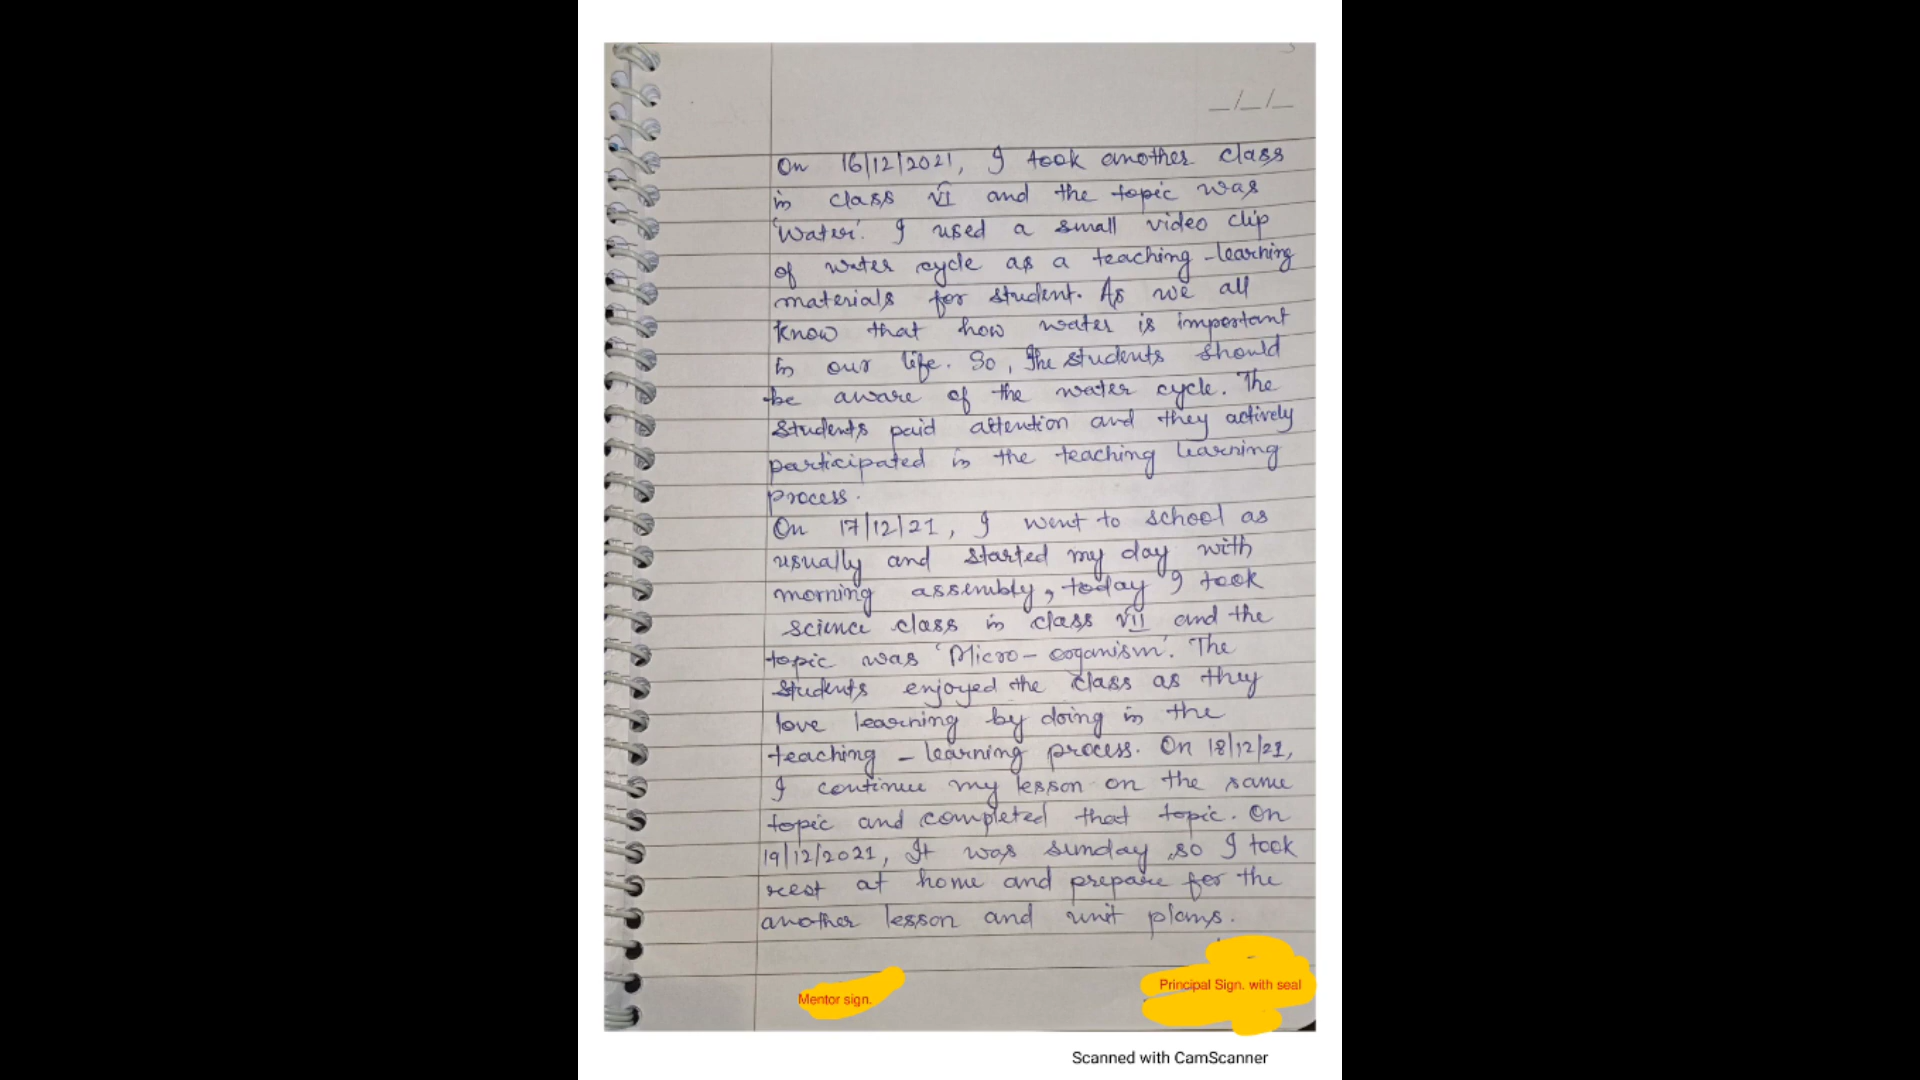 _/_/_
On 16/12/2021, I took another class
in class VI and the topic was
'Water'. I used a small video clip
of water cycle as a teaching-learning
materials for student. As we all
know that how water is important
in our life. So, The students should
be aware of the water cycle. The
students paid attention and they actively
participated in the teaching learning
process.
On 17/12/21, I went to school as
usually and started my day with
morning assembly, today I took
science class in class VII and the
topic was 'Micro-organism'. The
students enjoyed the class as they
love learning by doing in the
teaching-learning process. On 18/12/21,
I continue my lesson on the same
topic and completed that topic. On
19/12/2021, It was sunday, so I took
rest at home and prepare for the
another lesson and unit plans.
Mentor sign.
Principal Sign. with seal
Scanned with CamScanner